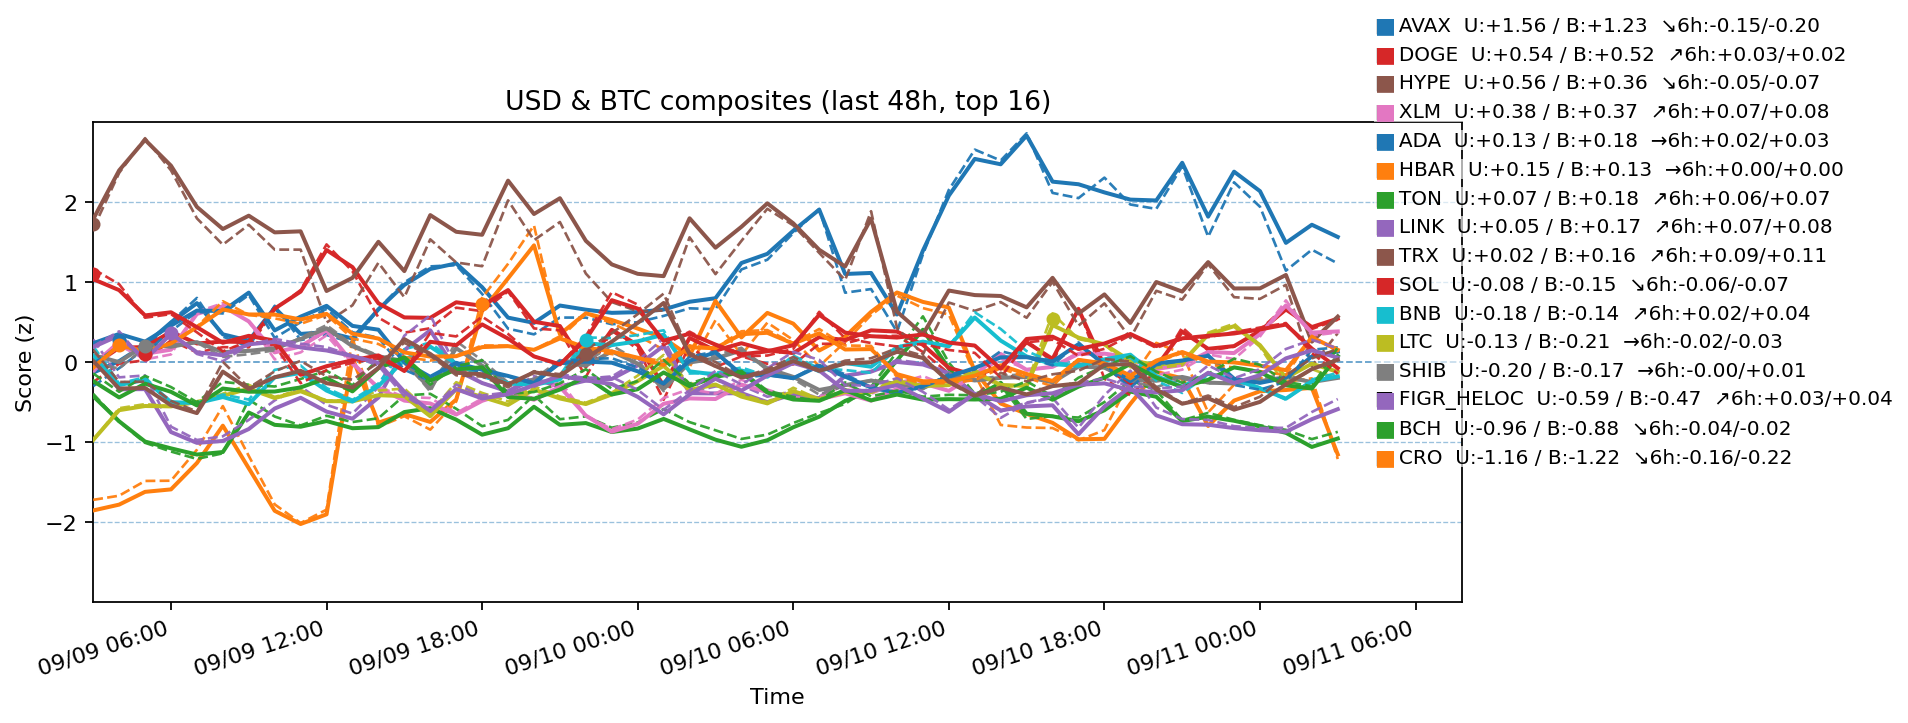 AVAX  U:+1.56 / B:+1.23  ↘6h:-0.15/-0.20
DOGE  U:+0.54 / B:+0.52  ↗6h:+0.03/+0.02
HYPE  U:+0.56 / B:+0.36  ↘6h:-0.05/-0.07
XLM  U:+0.38 / B:+0.37  ↗6h:+0.07/+0.08
ADA  U:+0.13 / B:+0.18  →6h:+0.02/+0.03
HBAR  U:+0.15 / B:+0.13  →6h:+0.00/+0.00
TON  U:+0.07 / B:+0.18  ↗6h:+0.06/+0.07
LINK  U:+0.05 / B:+0.17  ↗6h:+0.07/+0.08
TRX  U:+0.02 / B:+0.16  ↗6h:+0.09/+0.11
SOL  U:-0.08 / B:-0.15  ↘6h:-0.06/-0.07
BNB  U:-0.18 / B:-0.14  ↗6h:+0.02/+0.04
LTC  U:-0.13 / B:-0.21  →6h:-0.02/-0.03
SHIB  U:-0.20 / B:-0.17  →6h:-0.00/+0.01
FIGR_HELOC  U:-0.59 / B:-0.47  ↗6h:+0.03/+0.04
BCH  U:-0.96 / B:-0.88  ↘6h:-0.04/-0.02
CRO  U:-1.16 / B:-1.22  ↘6h:-0.16/-0.22
USD & BTC composites (last 48h, top 16)
Score (z)
2
1
0
−1
−2
09/09 06:00
09/09 12:00
09/09 18:00
09/10 00:00
09/10 06:00
09/10 12:00
09/10 18:00
09/11 00:00
09/11 06:00
Time